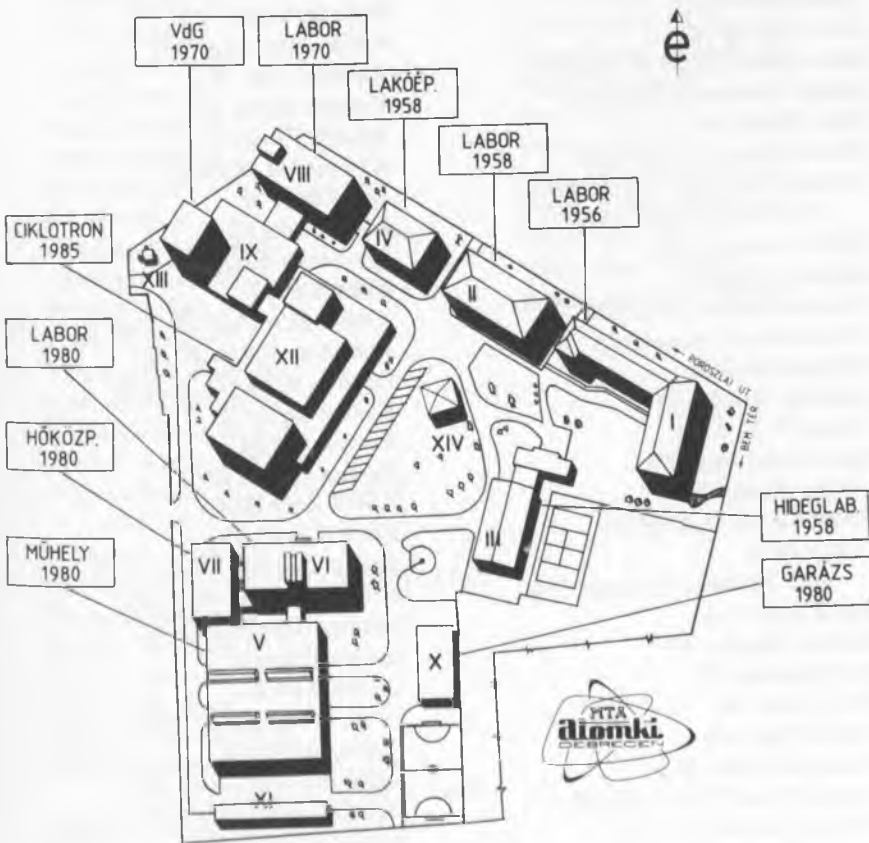 VdG
1970
LABOR
1970
LAKÓÉP.
1958
LABOR
1958
LABOR
1956
CIKLOTRON
1985
LABOR
1980
HŐKÖZP.
1980
MŰHELY
1980
HIDEGLAB.
1958
GARÁZS
1980
e
VIII
IV
II
IX
XIII
XII
I
XIV
III
VII
VI
V
X
XI
← POROSZLAI UT
← BEM TÉR
MTA
atomki
DEBRECEN